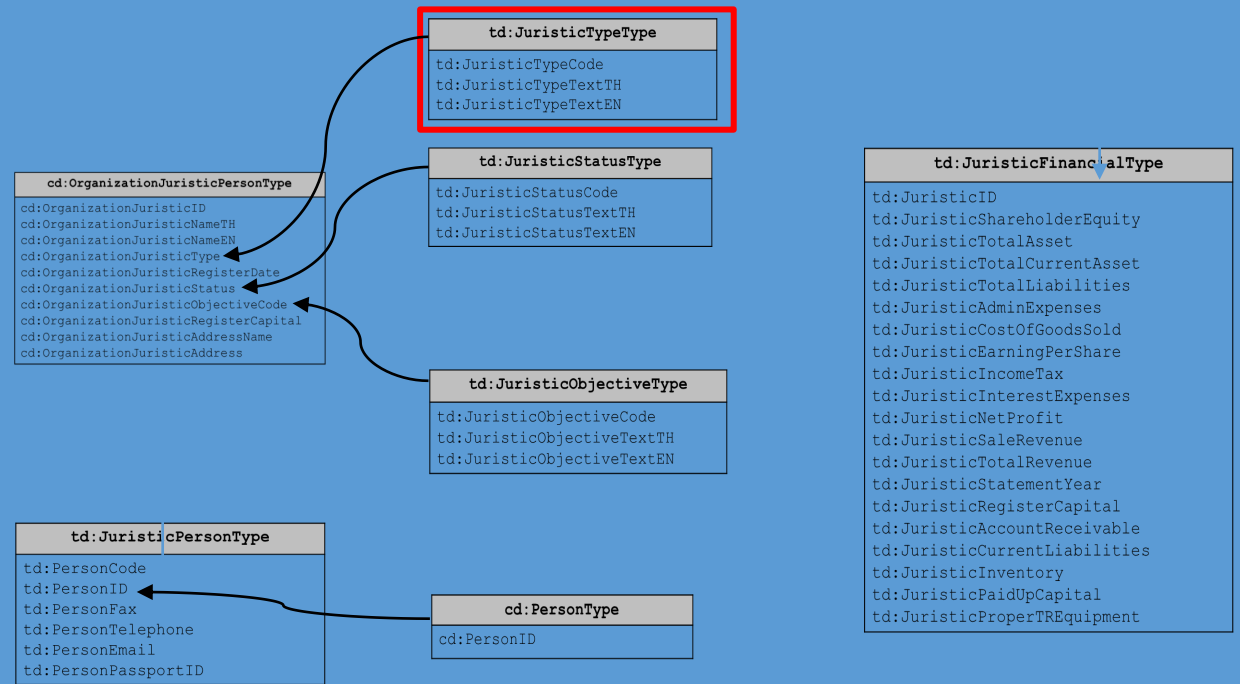 td:JuristicTypeType
td:JuristicTypeCode
td:JuristicTypeTextTH
td:JuristicTypeTextEN
td:JuristicStatusType
td:JuristicStatusCode
td:JuristicStatusTextTH
td:JuristicStatusTextEN
cd:OrganizationJuristicPersonType
cd:OrganizationJuristicID
cd:OrganizationJuristicNameTH
cd:OrganizationJuristicNameEN
cd:OrganizationJuristicType
cd:OrganizationJuristicRegisterDate
cd:OrganizationJuristicStatus
cd:OrganizationJuristicObjectiveCode
cd:OrganizationJuristicRegisterCapital
cd:OrganizationJuristicAddressName
cd:OrganizationJuristicAddress
td:JuristicObjectiveType
td:JuristicObjectiveCode
td:JuristicObjectiveTextTH
td:JuristicObjectiveTextEN
td:JuristicPersonType
td:PersonCode
td:PersonID
td:PersonFax
td:PersonTelephone
td:PersonEmail
td:PersonPassportID
cd:PersonType
cd:PersonID
td:JuristicFinancialType
td:JuristicID
td:JuristicShareholderEquity
td:JuristicTotalAsset
td:JuristicTotalCurrentAsset
td:JuristicTotalLiabilities
td:JuristicAdminExpenses
td:JuristicCostOfGoodsSold
td:JuristicEarningPerShare
td:JuristicIncomeTax
td:JuristicInterestExpenses
td:JuristicNetProfit
td:JuristicSaleRevenue
td:JuristicTotalRevenue
td:JuristicStatementYear
td:JuristicRegisterCapital
td:JuristicAccountReceivable
td:JuristicCurrentLiabilities
td:JuristicInventory
td:JuristicPaidUpCapital
td:JuristicProperTREquipment